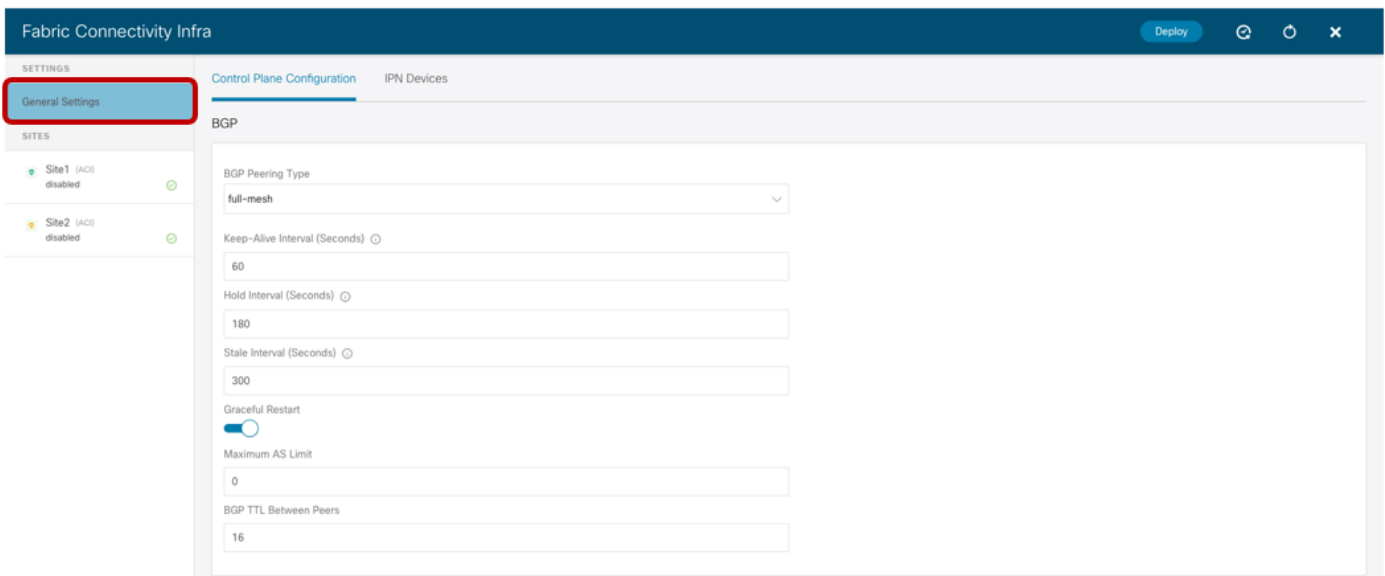 Fabric Connectivity Infra
Deploy
SETTINGS
General Settings
SITES
Site1 (ACI)
disabled
Site2 (ACI)
disabled
Control Plane Configuration IPN Devices
BGP
BGP Peering Type
full-mesh
Keep-Alive Interval (Seconds)
60
Hold Interval (Seconds)
180
Stale Interval (Seconds)
300
Graceful Restart
Maximum AS Limit
0
BGP TTL Between Peers
16